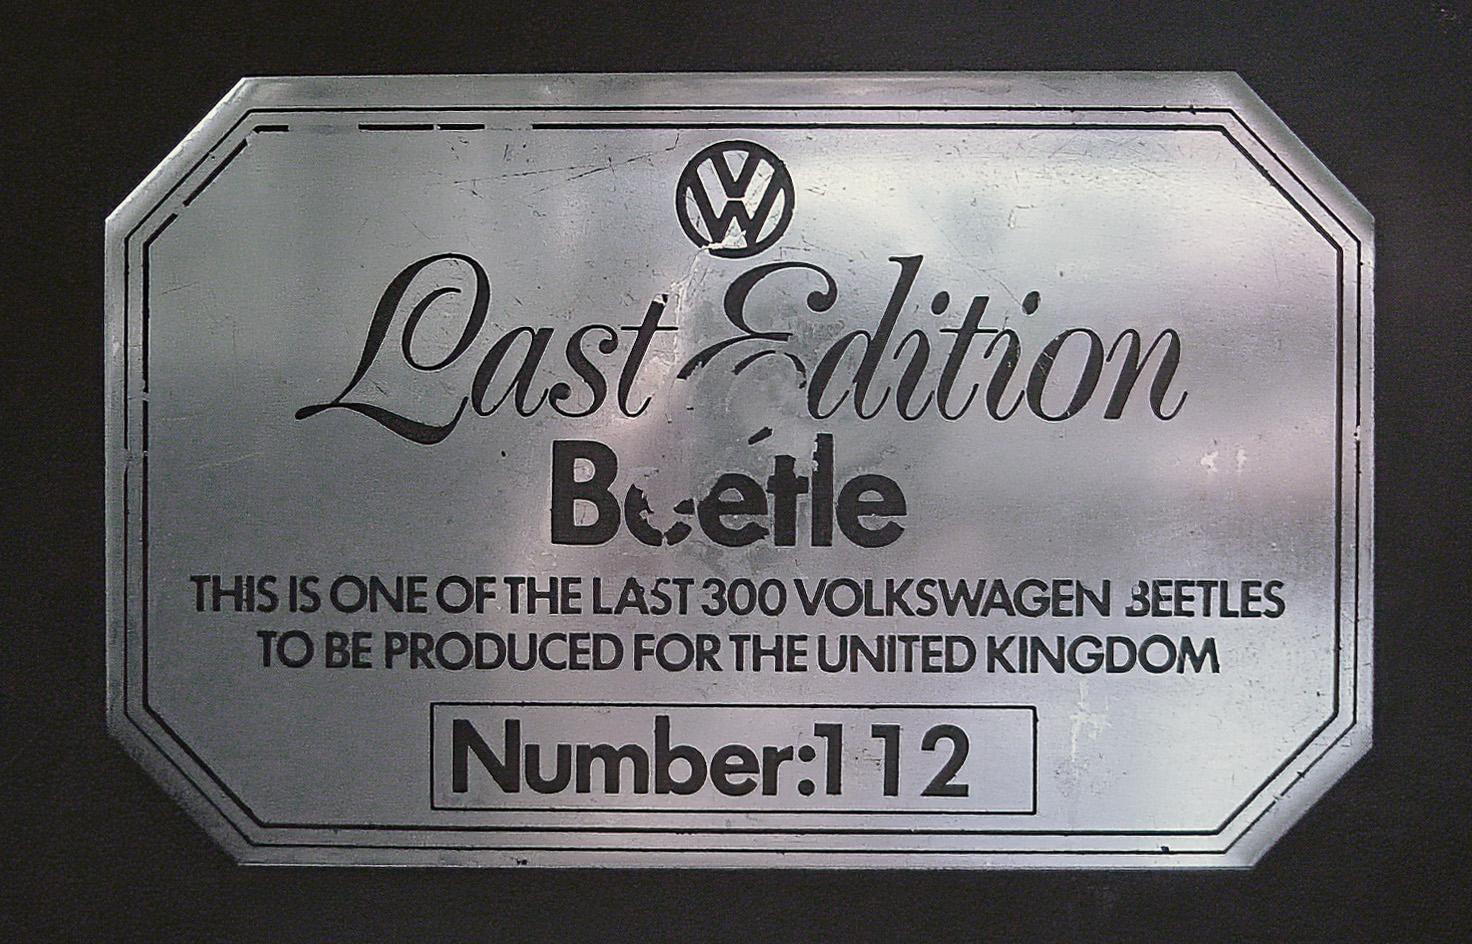 VW
Last Edition
Beetle
THIS IS ONE OF THE LAST 300 VOLKSWAGEN BEETLES
TO BE PRODUCED FOR THE UNITED KINGDOM
Number:112